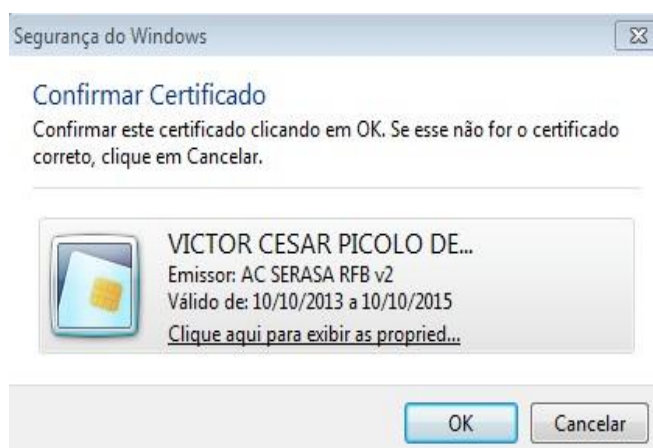 Segurança do Windows
Confirmar Certificado
Confirmar este certificado clicando em OK. Se esse não for o certificado
correto, clique em Cancelar.
VICTOR CESAR PICOLO DE...
Emissor: AC SERASA RFB v2
Válido de: 10/10/2013 a 10/10/2015
Clique aqui para exibir as propried...
OK Cancelar